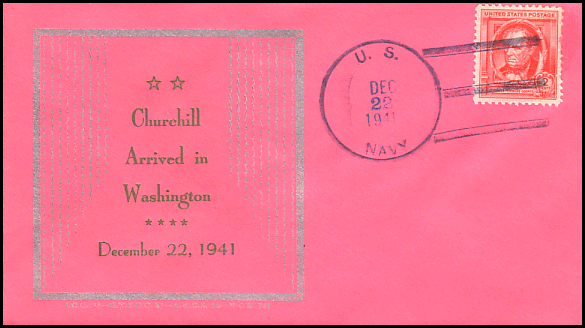 Churchill
Arrived in
Washington
December 22, 1941
U. S.
DEC
22
1941
NAVY
UNITED STATES POSTAGE